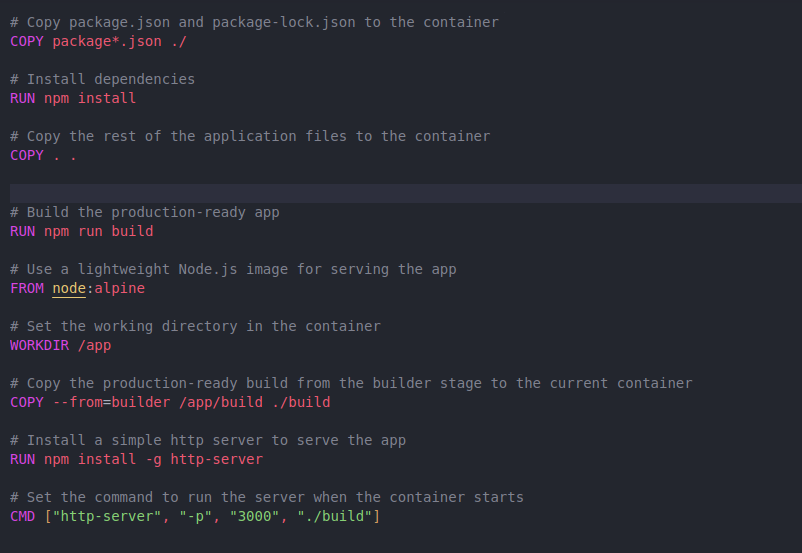 # Copy package.json and package-lock.json to the container
COPY package*.json ./
# Install dependencies
RUN npm install
# Copy the rest of the application files to the container
COPY . .
# Build the production-ready app
RUN npm run build
# Use a lightweight Node.js image for serving the app
FROM node:alpine
# Set the working directory in the container
WORKDIR /app
# Copy the production-ready build from the builder stage to the current container
COPY --from=builder /app/build ./build
# Install a simple http server to serve the app
RUN npm install -g http-server
# Set the command to run the server when the container starts
CMD ["http-server", "-p", "3000", "./build"]